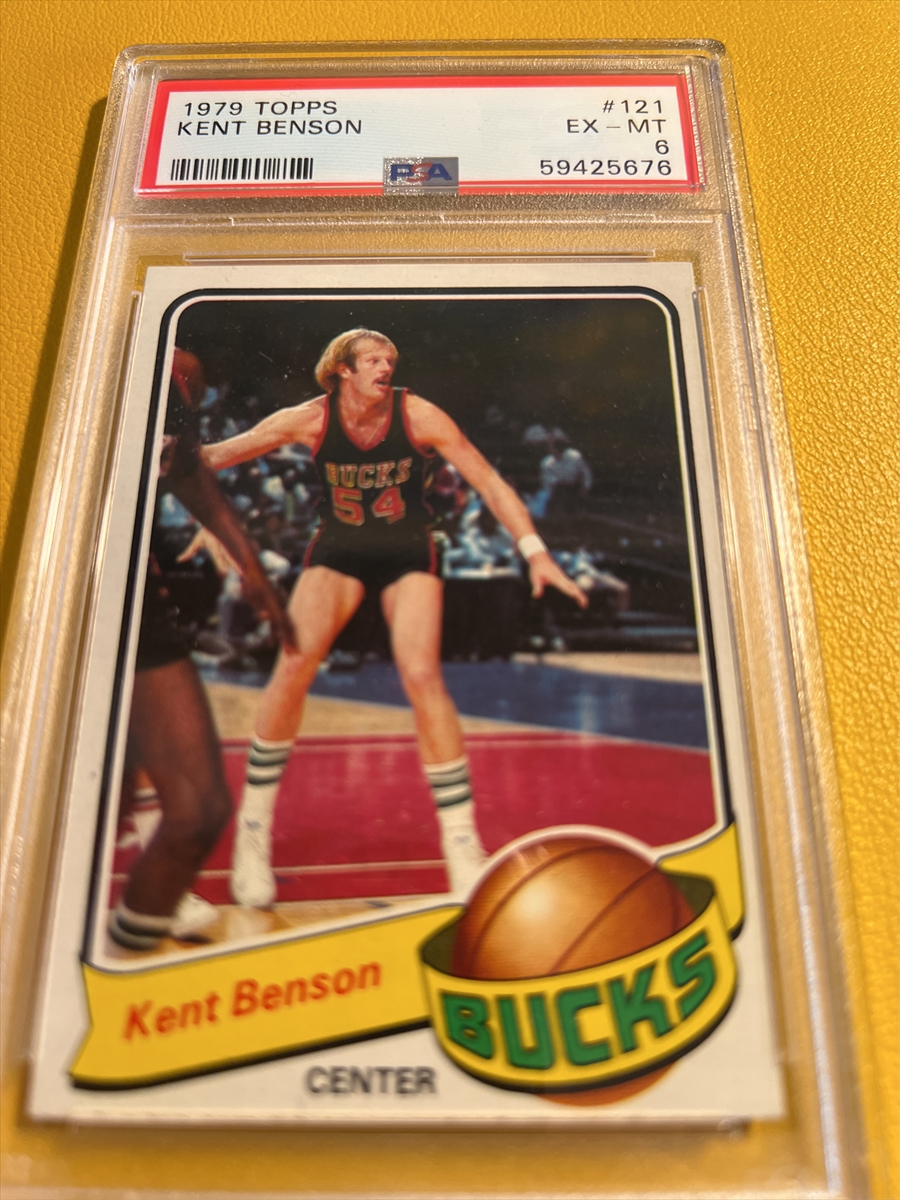 1979 TOPPS #121
KENT BENSON EX - MT
6
PSA 59425676
BUCKS
54
Kent Benson
BUCKS
CENTER